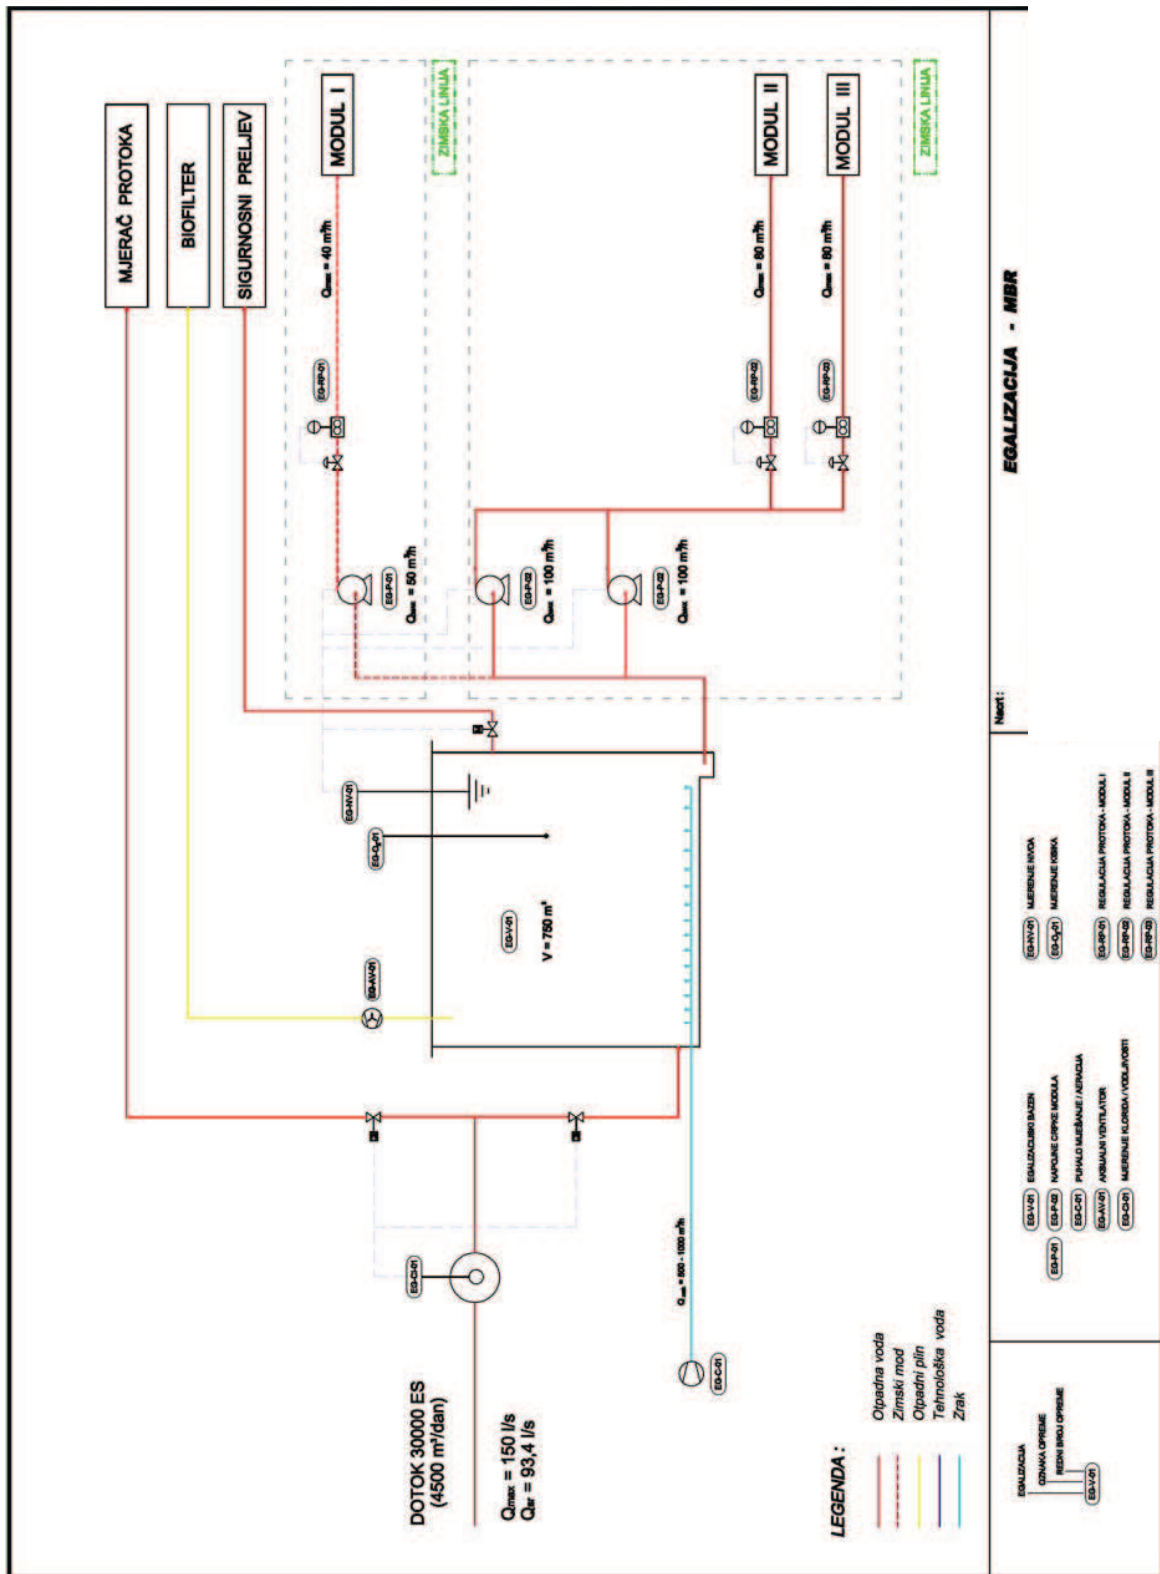 MJERAČ PROTOKA
BIOFILTER
SIGURNOSNI PRELJEV
MODUL I
ZIMSKA LINIJA
MODUL II
MODUL III
ZIMSKA LINIJA
Qmax = 40 m³/h
Qmax = 80 m³/h
Qmax = 80 m³/h
EG-RP-01
EG-RP-02
EG-RP-03
EG-P-01
Qmax = 50 m³/h
EG-P-02
Qmax = 100 m³/h
EG-P-02
Qmax = 100 m³/h
M
EG-NV-01
EG-O₂-01
EG-V-01
V = 750 m³
EG-AV-01
EG-Cl-01
EG-C-01
DOTOK 30000 ES
(4500 m³/dan)
Qmax = 150 l/s
Qsr = 93,4 l/s
LEGENDA :
Otpadna voda
Zimski mod
Otpadni plin
Tehnološka voda
Zrak
EGALIZACIJA - MBR
Nacrt :
EGALIZACIJA
OZNAKA OPREME
REDNI BROJ OPREME
EG-V-01
EG-V-01 EGALIZACIJSKI BAZEN
EG-P-01 EG-P-02 NAPOJNE CRPKE MODULA
EG-C-01 PUHALO MIJEŠANJE / AERACIJA
EG-AV-01 AKSIJALNI VENTILATOR
EG-Cl-01 MJERENJE KLORIDA / VODLJIVOSTI
EG-NV-01 MJERENJE NIVOA
EG-O₂-01 MJERENJE KISIKA
EG-RP-01 REGULACIJA PROTOKA - MODUL I
EG-RP-02 REGULACIJA PROTOKA - MODUL II
EG-RP-03 REGULACIJA PROTOKA - MODUL III